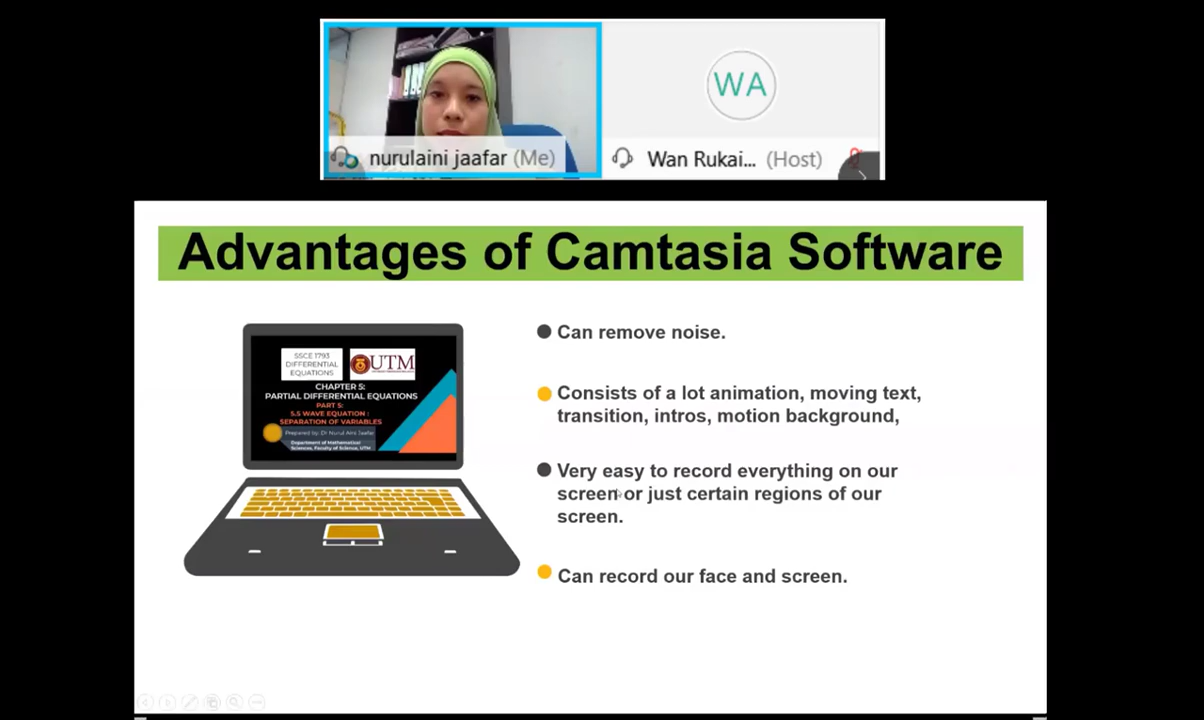 WA
nurulaini jaafar (Me)
Wan Rukai... (Host)
Advantages of Camtasia Software
SSCE 1793
DIFFERENTIAL
EQUATIONS
UTM
CHAPTER 5:
PARTIAL DIFFERENTIAL EQUATIONS
PART 5:
5.5 WAVE EQUATION :
SEPARATION OF VARIABLES
Prepared by: Dr Nurul Aini Jaafar
Department of Mathematical
Sciences, Faculty of Science, UTM
Can remove noise.
Consists of a lot animation, moving text,
transition, intros, motion background,
Very easy to record everything on our
screen or just certain regions of our
screen.
Can record our face and screen.